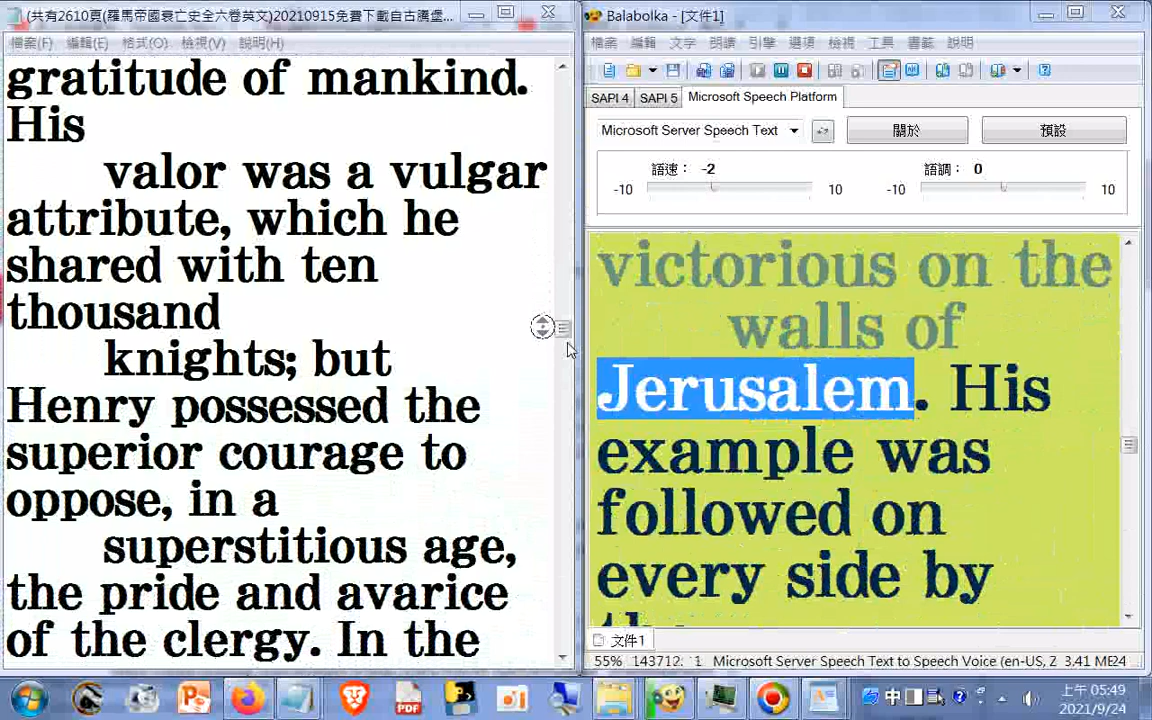 (共有2610頁(羅馬帝國衰亡史全六卷英文)20210915免費下載自古騰堡...
檔案(F) 編輯(E) 格式(O) 檢視(V) 說明(H)
gratitude of mankind.
His
valor was a vulgar
attribute, which he
shared with ten
thousand
knights; but
Henry possessed the
superior courage to
oppose, in a
superstitious age,
the pride and avarice
of the clergy. In the
Balabolka - [文件1]
檔案 編輯 文字 朗讀 引擎 選項 檢視 工具 書籤 說明
SAPI 4 SAPI 5 Microsoft Speech Platform
Microsoft Server Speech Text 關於 預設
語速： -2 語調： 0
-10 10 -10 10
victorious on the
walls of
Jerusalem. His
example was
followed on
every side by
文件1
55% 143712: 1 Microsoft Server Speech Text to Speech Voice (en-US, Z 3,41 ME24
中 上午 05:49
2021/9/24